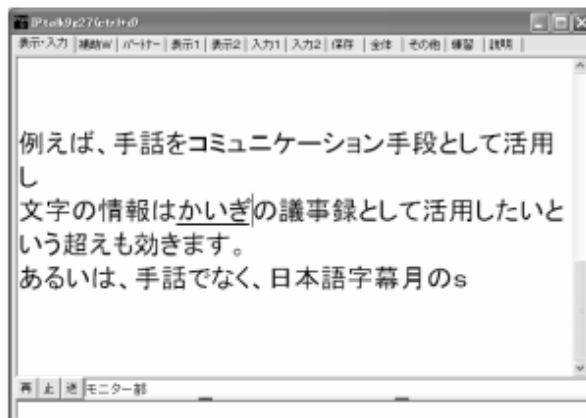 IPtalk9p27(ctrl+n)
表示・入力 補助W パートナー 表示1 表示2 入力1 入力2 保存 全体 その他 練習 説明
例えば、手話をコミュニケーション手段として活用
し
文字の情報はかいぎの議事録として活用したいと
いう超えも効きます。
あるいは、手話でなく、日本語字幕月のｓ
再 止 送 モニター部